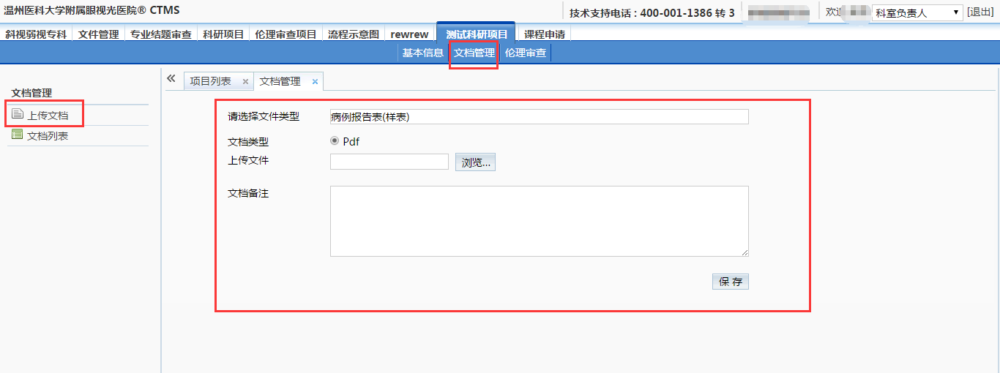 温州医科大学附属眼视光医院® CTMS
技术支持电话：400-001-1386 转 3 欢迎 科室负责人 [退出]
斜视弱视专科 文件管理 专业结题审查 科研项目 伦理审查项目 流程示意图 rewrew 测试科研项目 课程申请
基本信息 文档管理 伦理审查
项目列表 文档管理
文档管理
上传文档
文档列表
请选择文件类型 病例报告表(样表)
文档类型 Pdf
上传文件 浏览...
文档备注
保 存